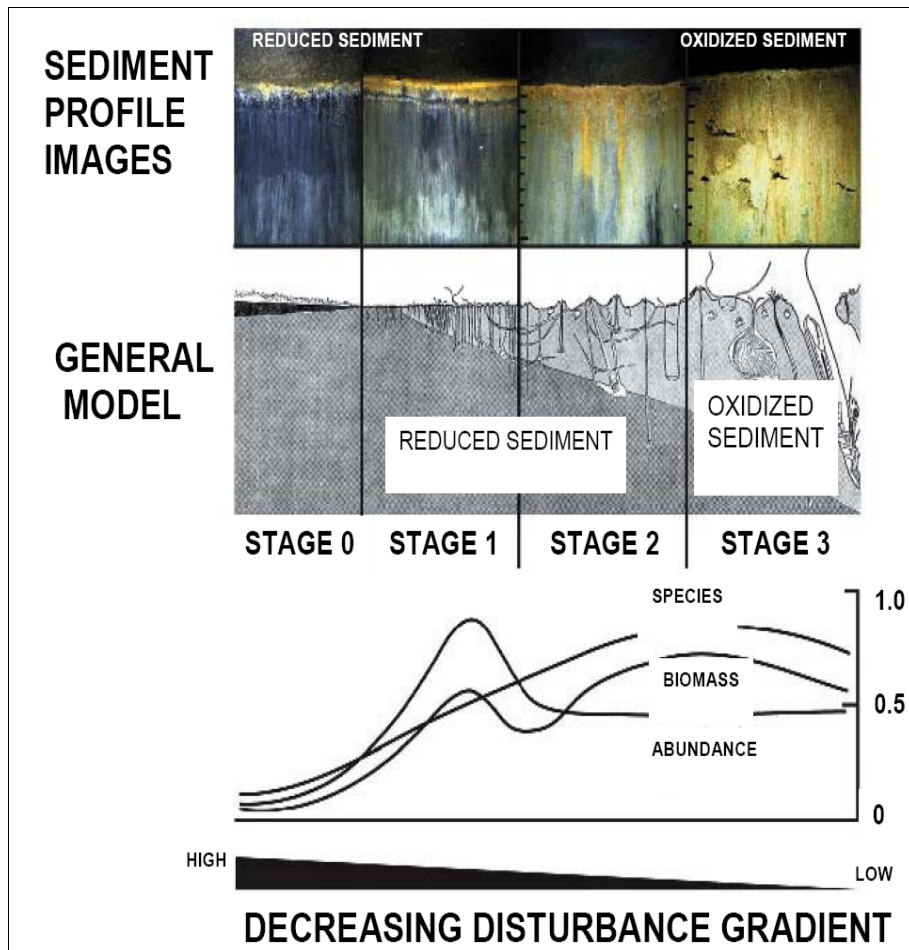 SEDIMENT
PROFILE
IMAGES
REDUCED SEDIMENT
OXIDIZED SEDIMENT
GENERAL
MODEL
REDUCED SEDIMENT
OXIDIZED
SEDIMENT
STAGE 0
STAGE 1
STAGE 2
STAGE 3
SPECIES
BIOMASS
ABUNDANCE
1.0
0.5
0
HIGH
LOW
DECREASING DISTURBANCE GRADIENT